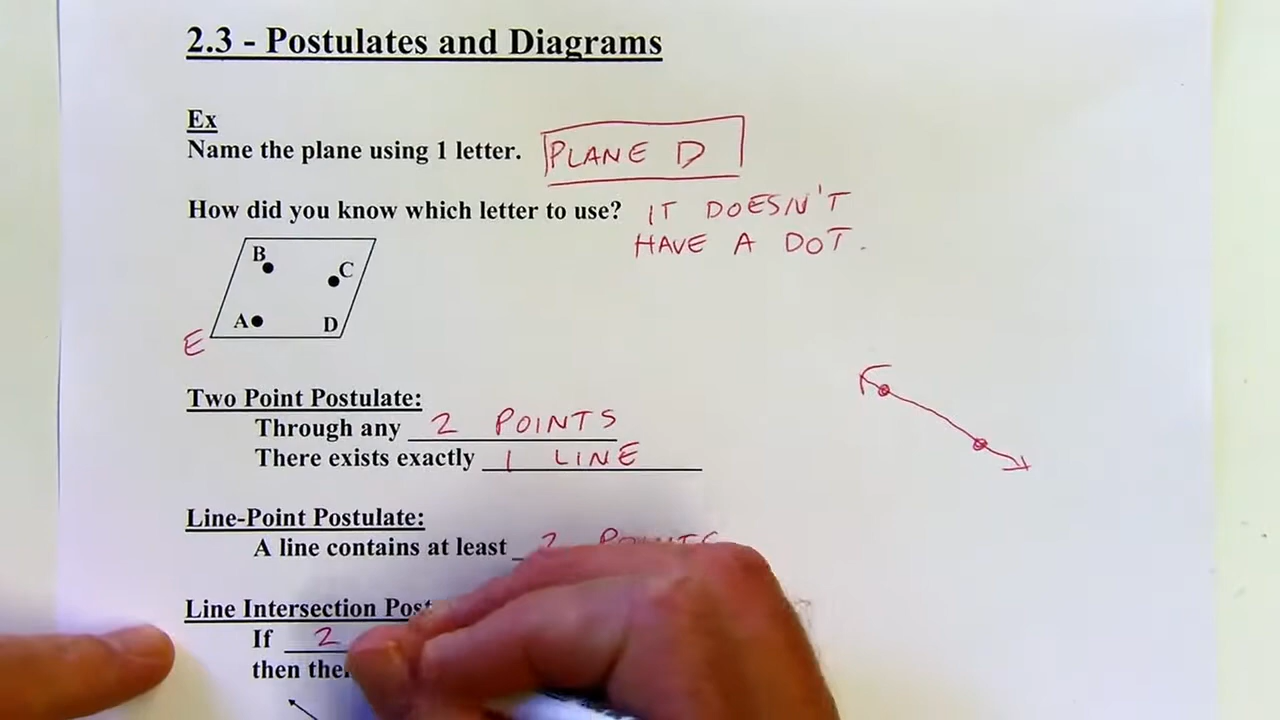 2.3 - Postulates and Diagrams
Ex
Name the plane using 1 letter. PLANE D
How did you know which letter to use? IT DOESN'T
HAVE A DOT.
B
C
A
D
E
Two Point Postulate:
Through any 2 POINTS
There exists exactly 1 LINE
Line-Point Postulate:
A line contains at least 2 POINTS
Line Intersection
If 2
then